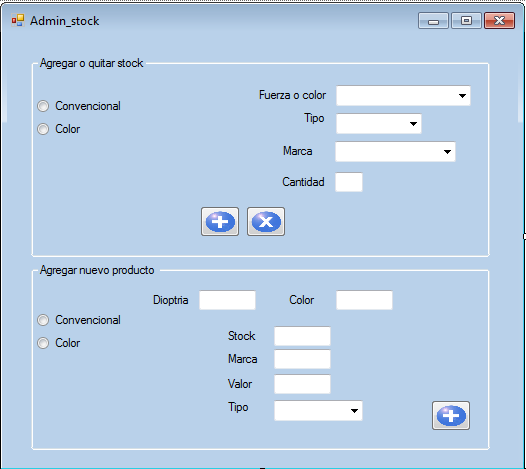 Admin_stock
Agregar o quitar stock
Convencional
Color
Fuerza o color
Tipo
Marca
Cantidad
Agregar nuevo producto
Dioptria
Color
Convencional
Color
Stock
Marca
Valor
Tipo